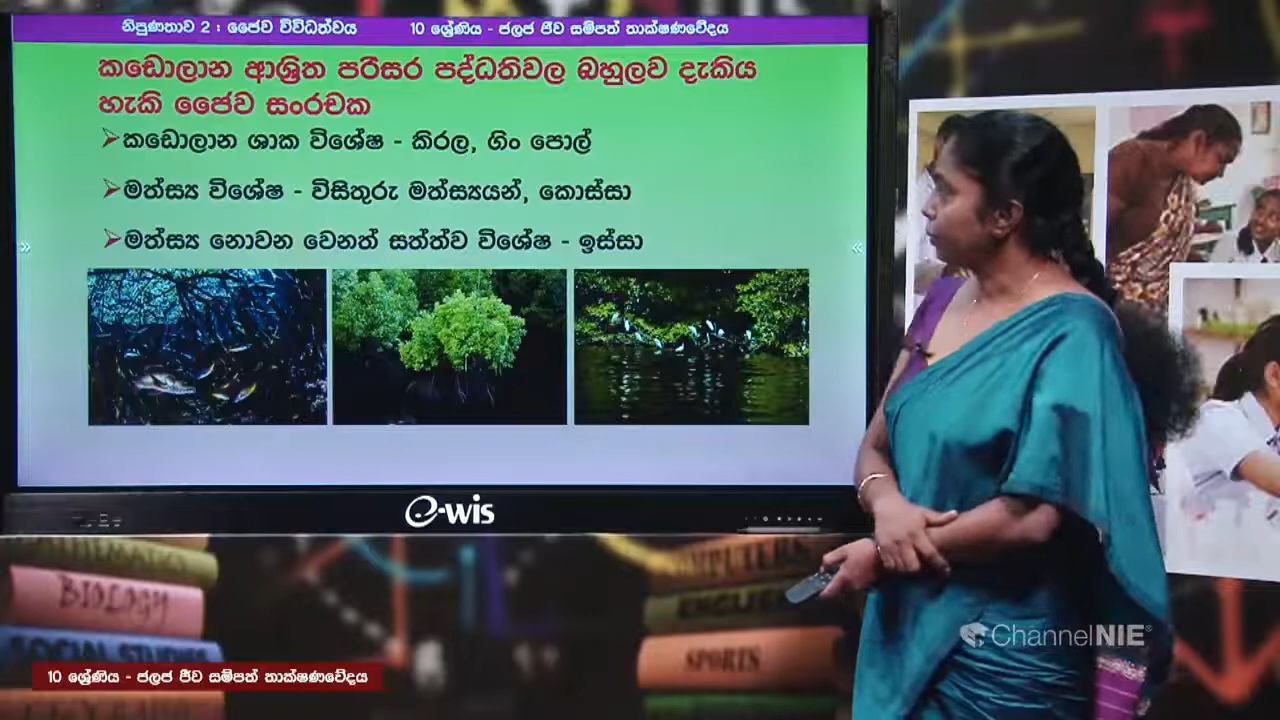 නිපුණතාව 2 : ජෛව විවිධත්වය 10 ශ්‍රේණිය - ජලජ ජීව සම්පත් තාක්ෂණවේදය
කඩොලාන ආශ්‍රිත පරිසර පද්ධතිවල බහුලව දැකිය
හැකි ජෛව සංරචක
➢කඩොලාන ශාක විශේෂ - කිරල, ගිං පොල්
➢මත්ස්‍ය විශේෂ - විසිතුරු මත්ස්‍යයන්, කොස්සා
➢මත්ස්‍ය නොවන වෙනත් සත්ත්ව විශේෂ - ඉස්සා
e-wis
MATHEMATICS
BIOLOGY
SOCIAL STUDIES
COMPUTERS
ENGLISH
SPORTS
ChannelNIE
10 ශ්‍රේණිය - ජලජ ජීව සම්පත් තාක්ෂණවේදය